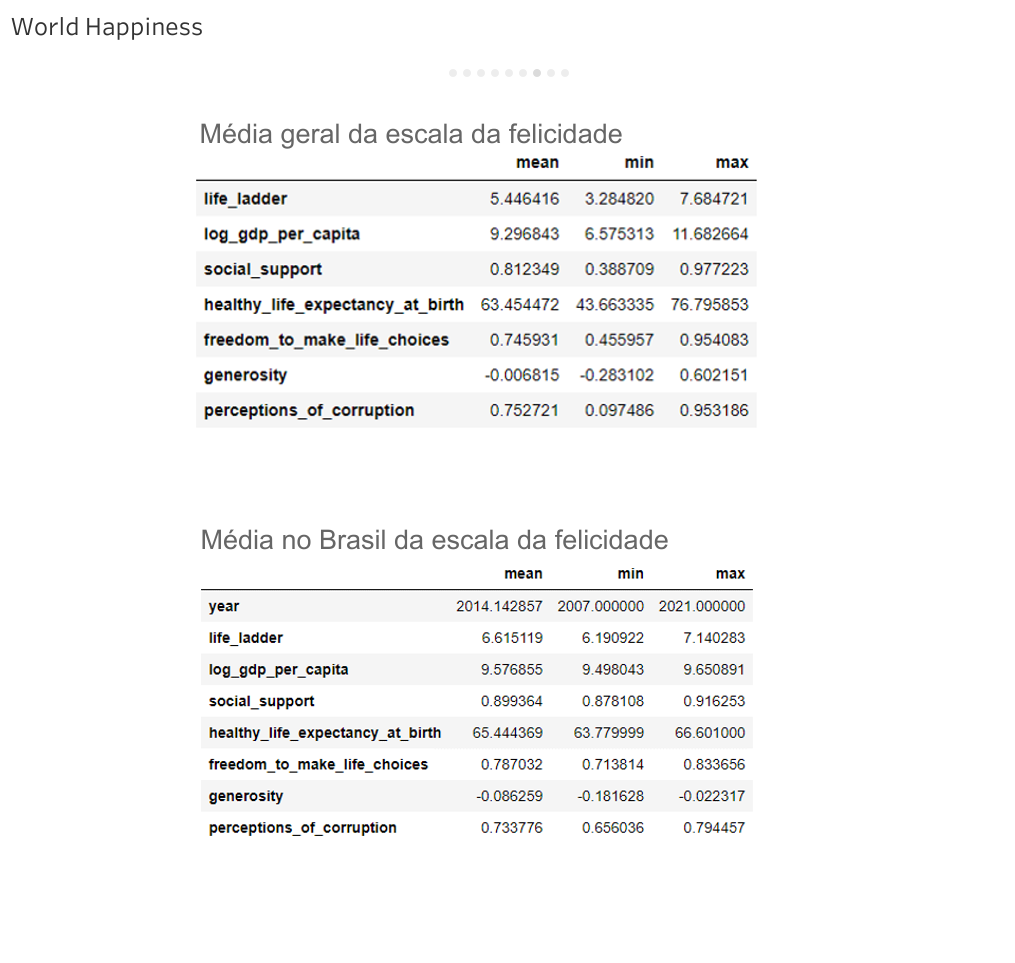 World Happiness
Média geral da escala da felicidade
mean min max
life_ladder 5.446416 3.284820 7.684721
log_gdp_per_capita 9.296843 6.575313 11.682664
social_support 0.812349 0.388709 0.977223
healthy_life_expectancy_at_birth 63.454472 43.663335 76.795853
freedom_to_make_life_choices 0.745931 0.455957 0.954083
generosity -0.006815 -0.283102 0.602151
perceptions_of_corruption 0.752721 0.097486 0.953186
Média no Brasil da escala da felicidade
mean min max
year 2014.142857 2007.000000 2021.000000
life_ladder 6.615119 6.190922 7.140283
log_gdp_per_capita 9.576855 9.498043 9.650891
social_support 0.899364 0.878108 0.916253
healthy_life_expectancy_at_birth 65.444369 63.779999 66.601000
freedom_to_make_life_choices 0.787032 0.713814 0.833656
generosity -0.086259 -0.181628 -0.022317
perceptions_of_corruption 0.733776 0.656036 0.794457